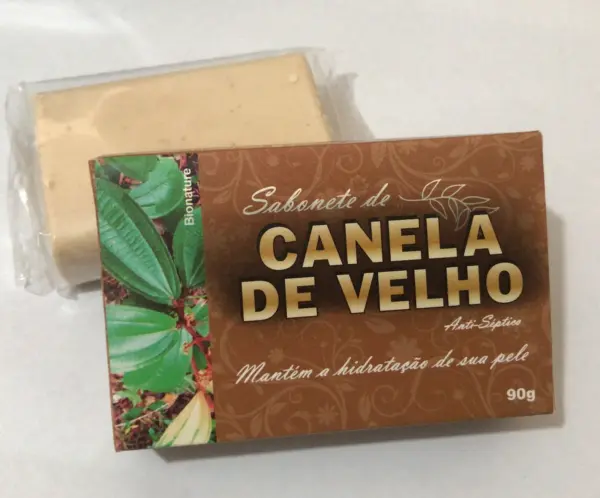 Bionature
Sabonete de
CANELA
DE VELHO
Anti-Séptico
Mantém a hidratação de sua pele
90g